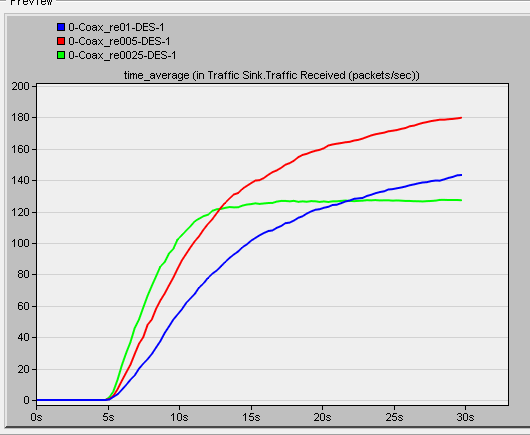 Preview
0-Coax_re01-DES-1
0-Coax_re005-DES-1
0-Coax_re0025-DES-1
time_average (in Traffic Sink.Traffic Received (packets/sec))
200
180
160
140
120
100
80
60
40
20
0
0s 5s 10s 15s 20s 25s 30s